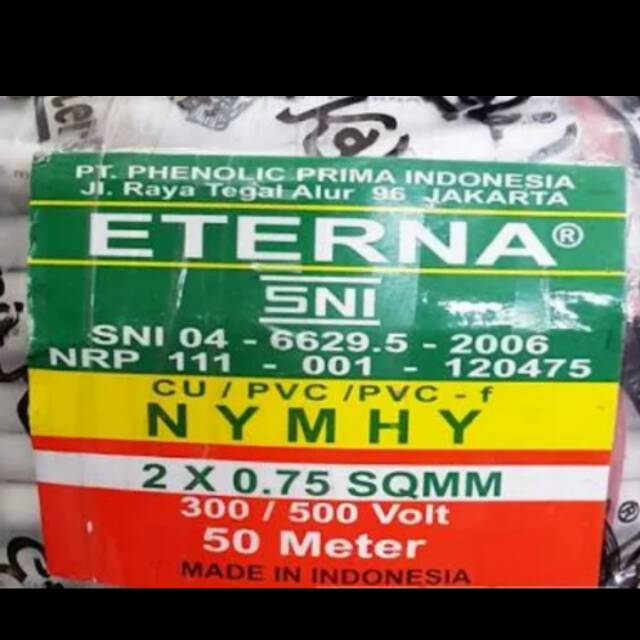 PT. PHENOLIC PRIMA INDONESIA
Jl. Raya Tegal Alur 96 JAKARTA
ETERNA®
SNI
SNI 04 - 6629.5 - 2006
NRP 111 - 001 - 120475
CU / PVC / PVC - f
NYMHY
2 X 0.75 SQMM
300 / 500 Volt
50 Meter
MADE IN INDONESIA